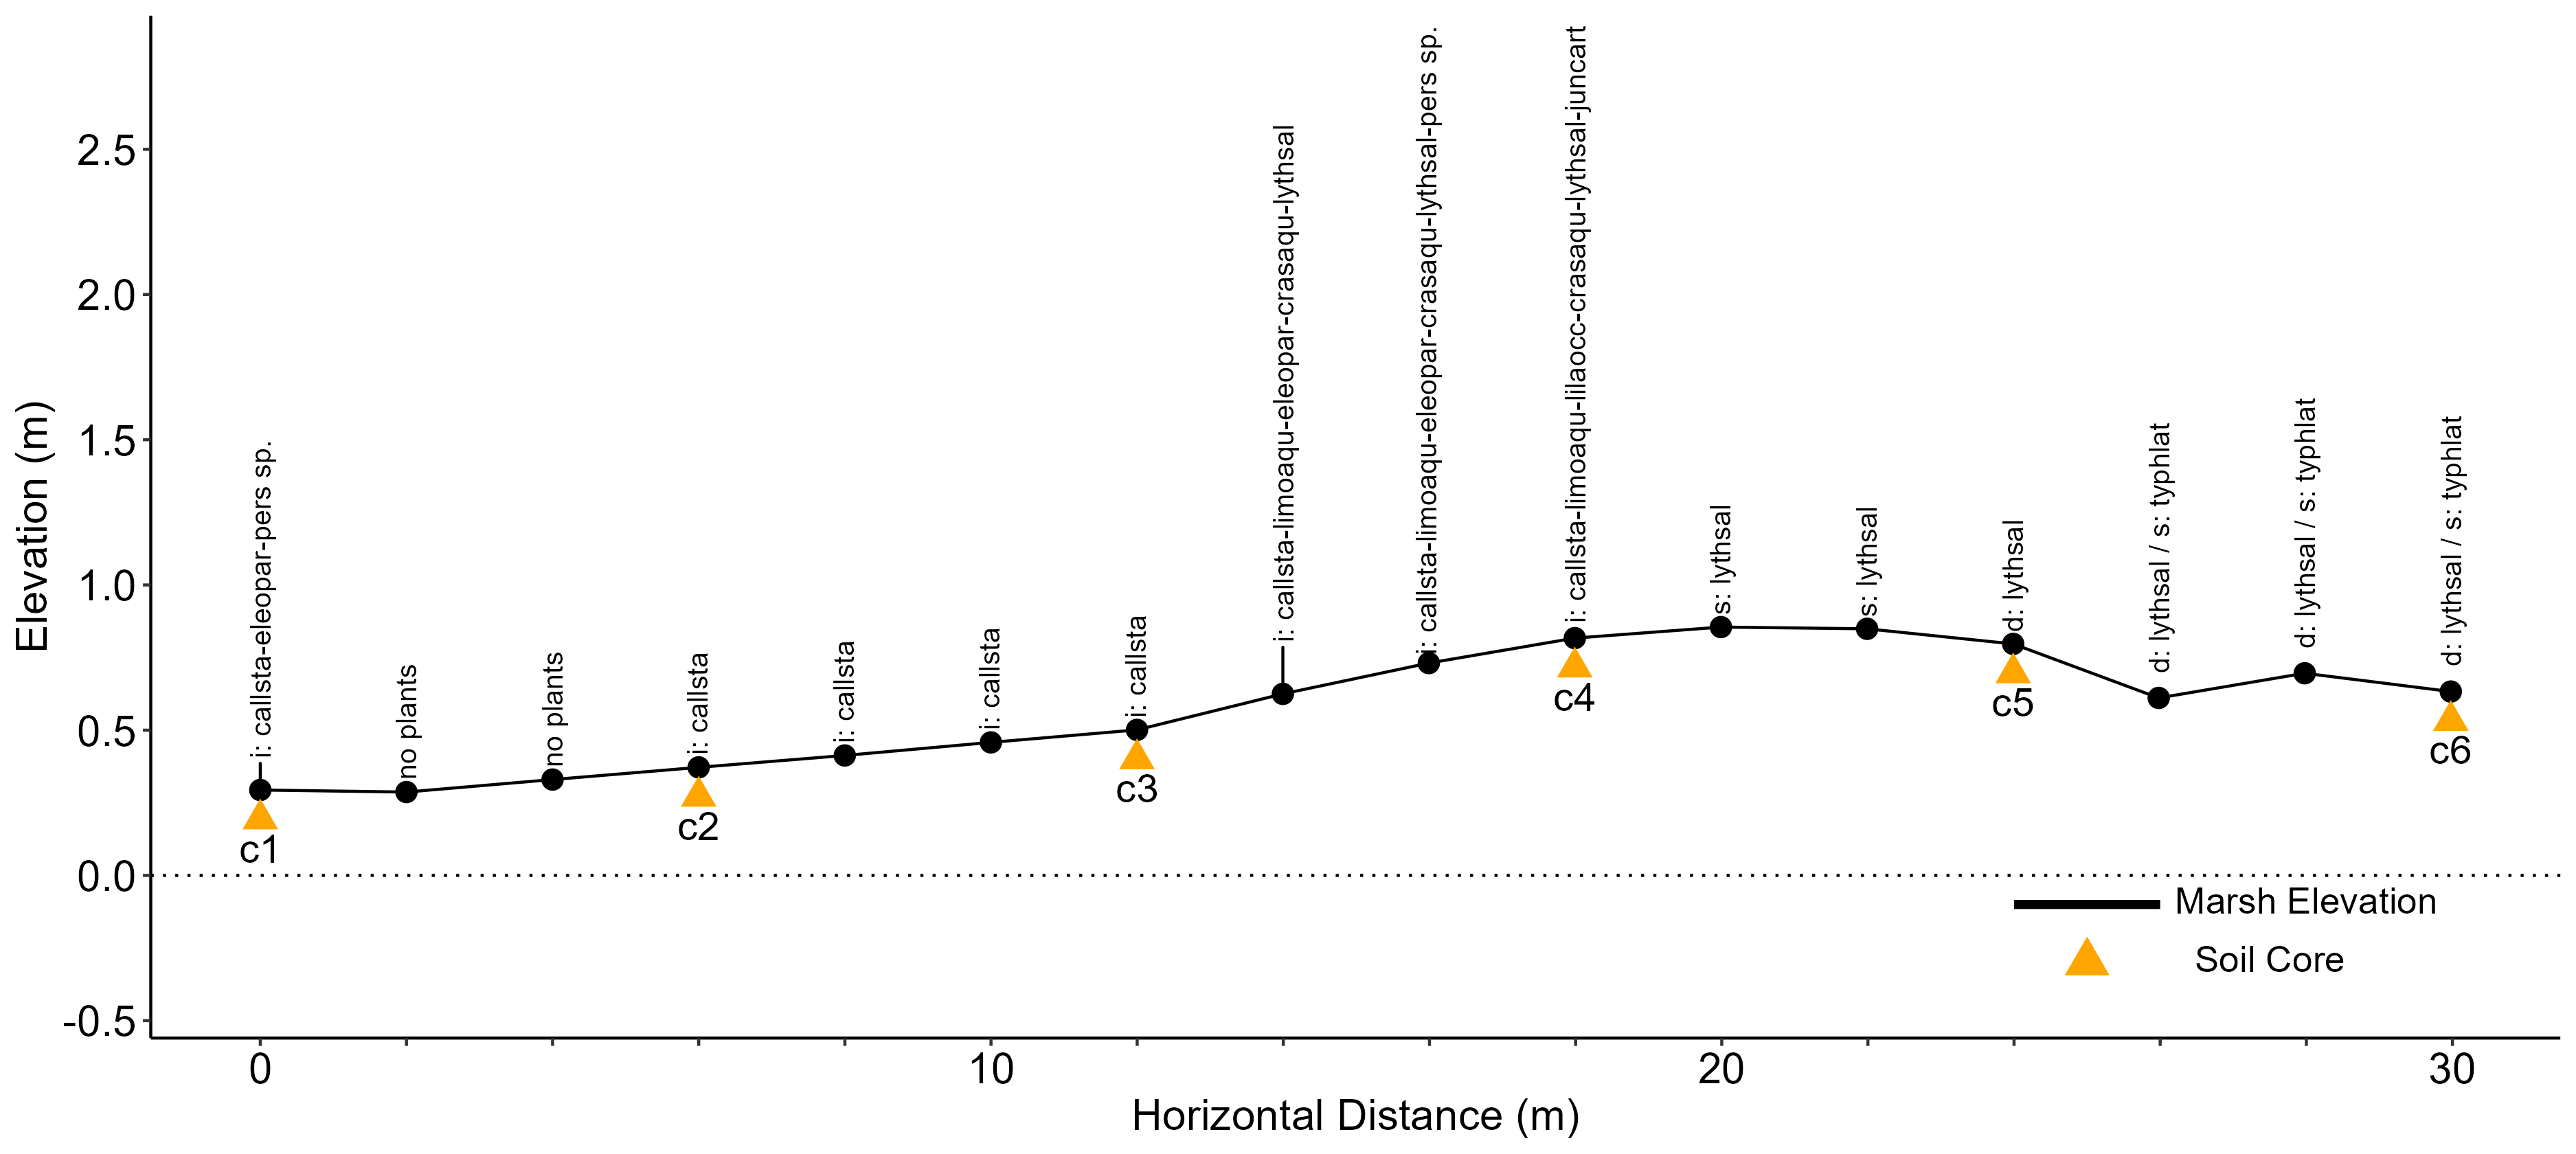 Elevation (m)
2.5
2.0
1.5
1.0
0.5
0.0
-0.5
i: callsta-eleopar-pers sp.
no plants
no plants
i: callsta
i: callsta
i: callsta
i: callsta
i: callsta-limoaqu-eleopar-crasaqu-lythsal
i: callsta-limoaqu-eleopar-crasaqu-lythsal-pers sp.
i: callsta-limoaqu-lilaocc-crasaqu-lythsal-juncart
s: lythsal
s: lythsal
d: lythsal
d: lythsal / s: typhlat
d: lythsal / s: typhlat
d: lythsal / s: typhlat
c1
c2
c3
c4
c5
c6
Marsh Elevation
Soil Core
0
10
20
30
Horizontal Distance (m)